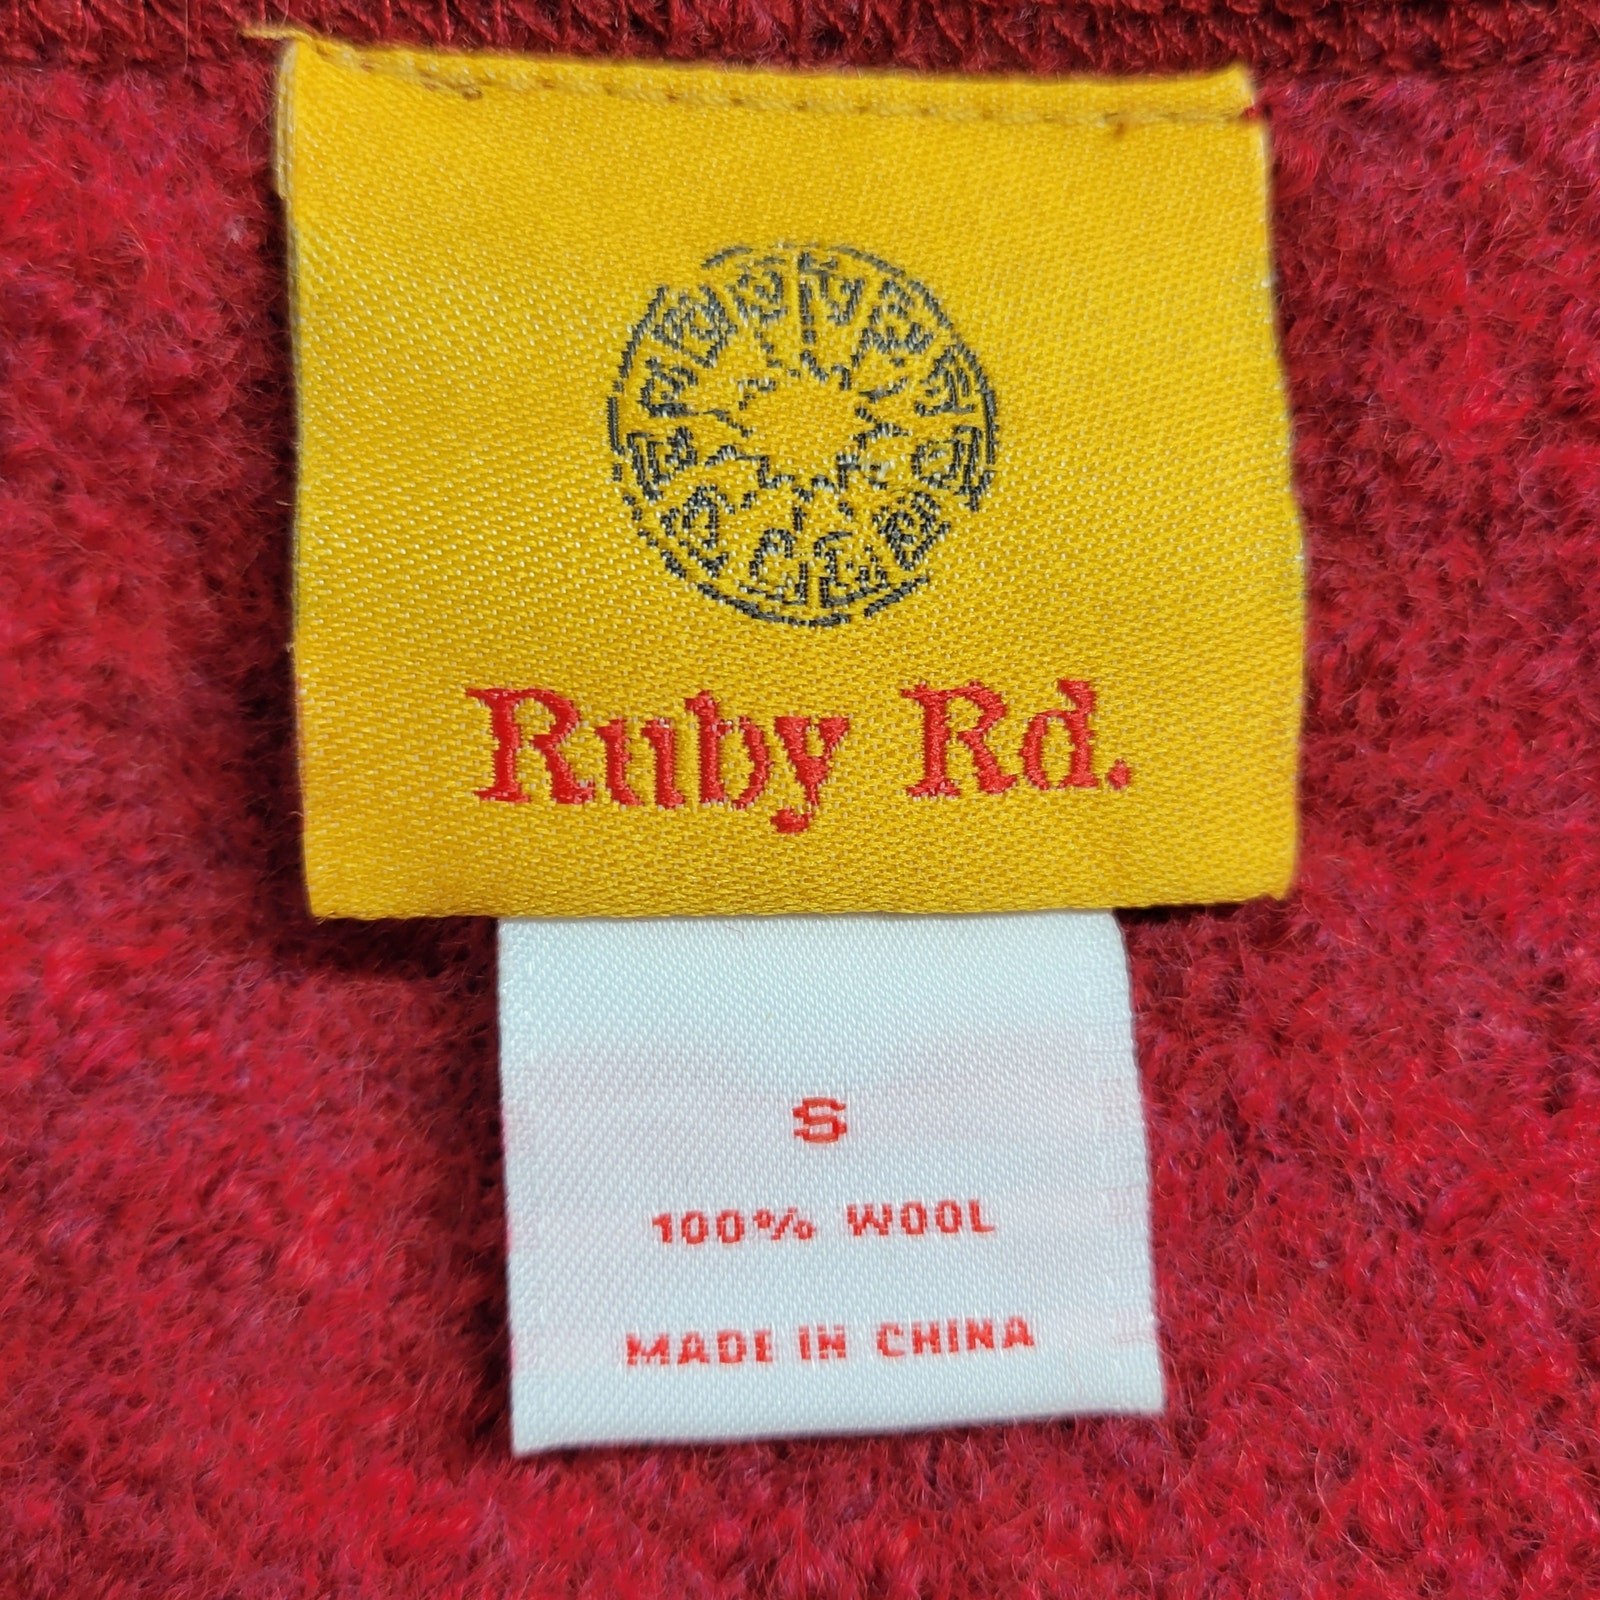 Ruby Rd.
S
100% WOOL
MADE IN CHINA